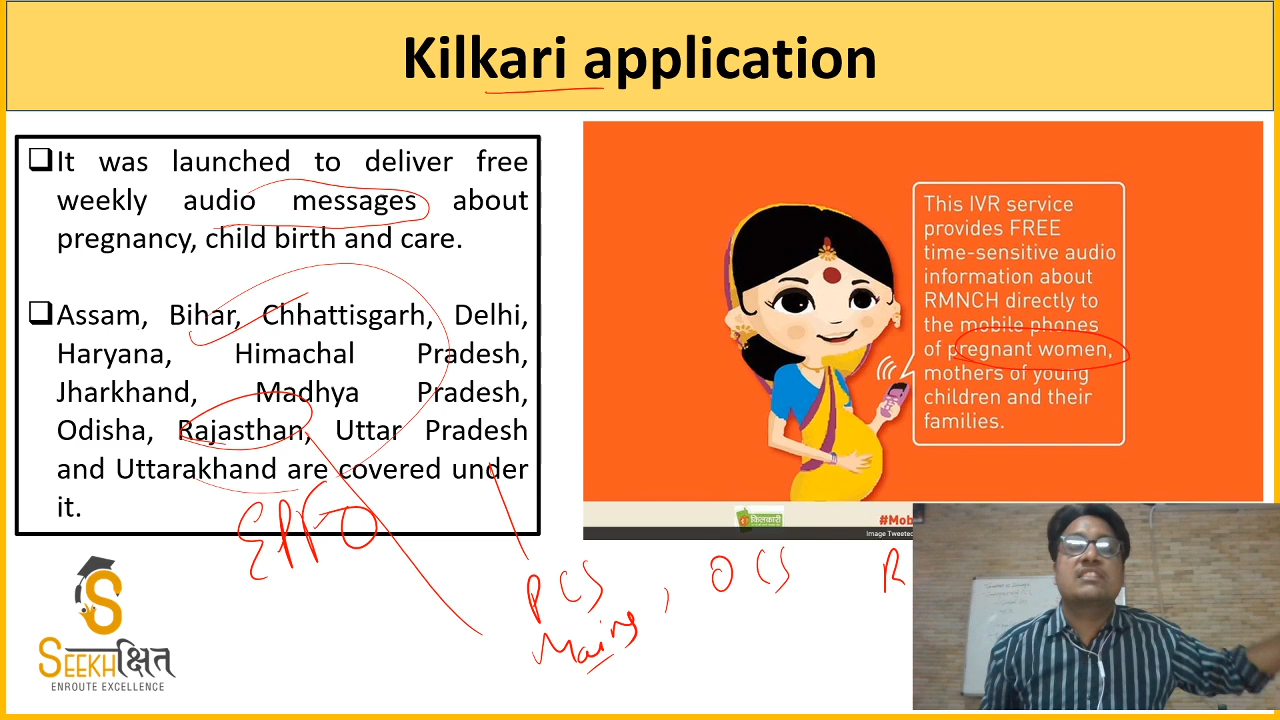 Kilkari application
It was launched to deliver free
weekly audio messages about
pregnancy, child birth and care.
Assam, Bihar, Chhattisgarh, Delhi,
Haryana, Himachal Pradesh,
Jharkhand, Madhya Pradesh,
Odisha, Rajasthan, Uttar Pradesh
and Uttarakhand are covered under
it.
This IVR service
provides FREE
time-sensitive audio
information about
RMNCH directly to
the mobile phones
of pregnant women,
mothers of young
children and their
families.
किलकारी
#Mob
Image Tweeted
EPFO
PCS, OCS R
Mains
S
SEEKHक्षित
ENROUTE EXCELLENCE